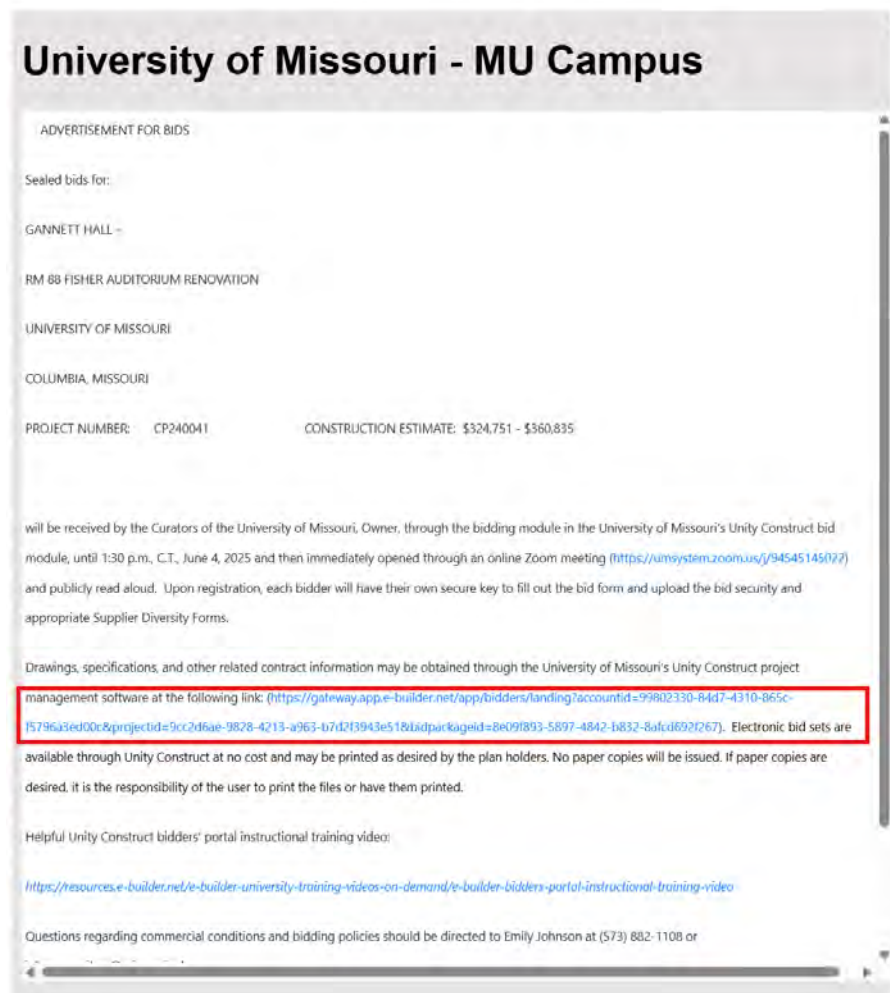 University of Missouri - MU Campus
ADVERTISEMENT FOR BIDS
Sealed bids for:
GANNETT HALL –
RM 88 FISHER AUDITORIUM RENOVATION
UNIVERSITY OF MISSOURI
COLUMBIA, MISSOURI
PROJECT NUMBER: CP240041 CONSTRUCTION ESTIMATE: $324,751 - $360,835
will be received by the Curators of the University of Missouri, Owner, through the bidding module in the University of Missouri's Unity Construct bid
module, until 1:30 p.m., C.T., June 4, 2025 and then immediately opened through an online Zoom meeting (https://umsystem.zoom.us/j/94545145027)
and publicly read aloud. Upon registration, each bidder will have their own secure key to fill out the bid form and upload the bid security and
appropriate Supplier Diversity Forms.
Drawings, specifications, and other related contract information may be obtained through the University of Missouri's Unity Construct project
management software at the following link: (https://gateway.app.e-builder.net/app/bidders/landing?accountid=99802330-84d7-4310-865c-
f5796a3ed00c&projectid=9cc2d6ae-9828-4213-a963-b7d2f3943e51&bidpackageid=8e09f893-5897-4842-b832-8afcd692f267). Electronic bid sets are
available through Unity Construct at no cost and may be printed as desired by the plan holders. No paper copies will be issued. If paper copies are
desired, it is the responsibility of the user to print the files or have them printed.
Helpful Unity Construct bidders' portal instructional training video:
https://resources.e-builder.net/e-builder-university-training-videos-on-demand/e-builder-bidders-portal-instructional-training-video
Questions regarding commercial conditions and bidding policies should be directed to Emily Johnson at (573) 882-1108 or